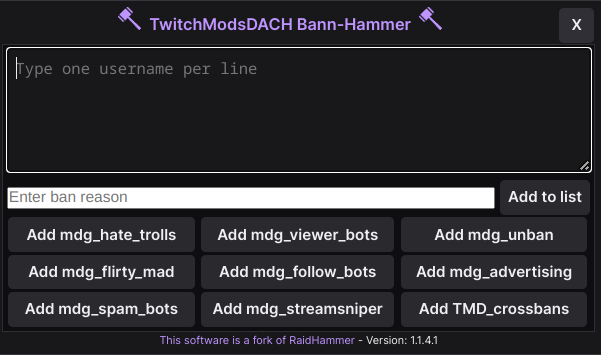 TwitchModsDACH Bann-Hammer
X
Type one username per line
Enter ban reason
Add to list
Add mdg_hate_trolls
Add mdg_viewer_bots
Add mdg_unban
Add mdg_flirty_mad
Add mdg_follow_bots
Add mdg_advertising
Add mdg_spam_bots
Add mdg_streamsniper
Add TMD_crossbans
This software is a fork of RaidHammer - Version: 1.1.4.1